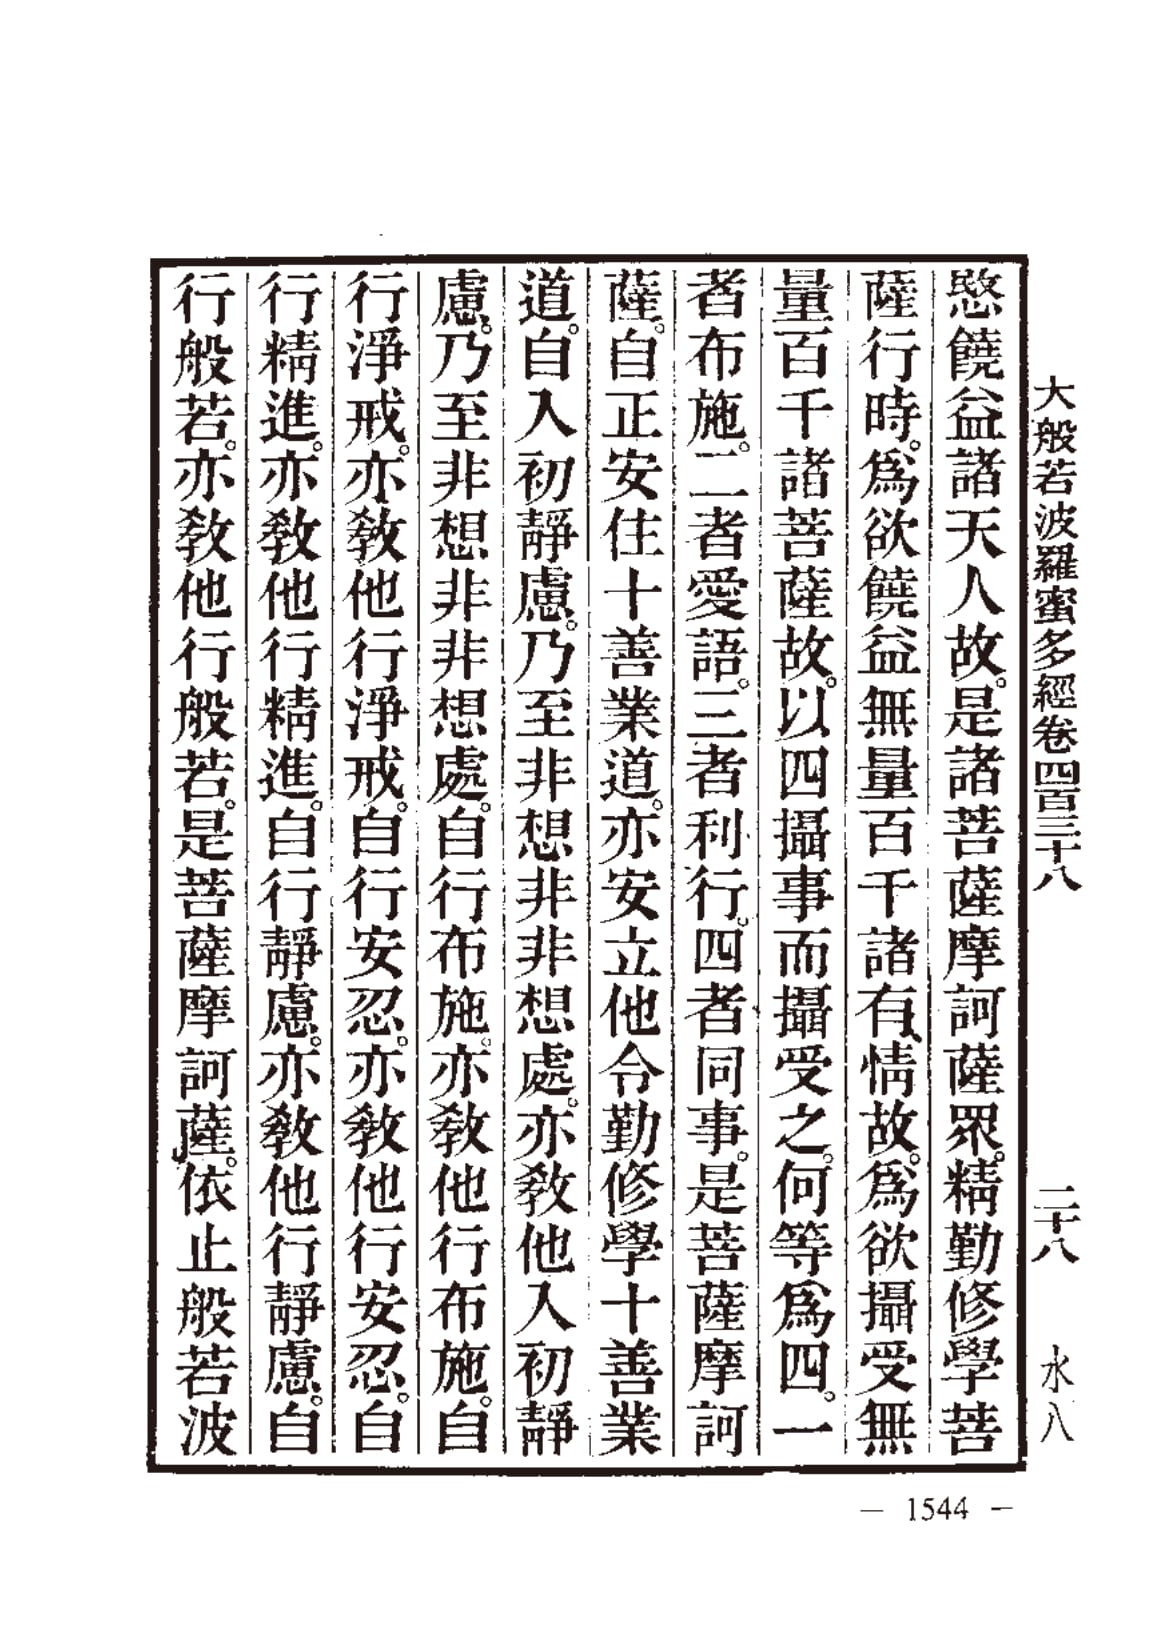 大般若波羅蜜多經卷四百三十八　二十八　水八
愍饒益諸天人故。是諸菩薩摩訶薩眾。精勤修學菩
薩行時。爲欲饒益無量百千諸有情故。爲欲攝受無
量百千諸菩薩故。以四攝事而攝受之。何等爲四。一
者布施。二者愛語。三者利行。四者同事。是菩薩摩訶
薩。自正安住十善業道。亦安立他令勤修學十善業
道。自入初靜慮。乃至非想非非想處。亦教他入初靜
慮。乃至非想非非想處。自行布施。亦教他行布施。自
行淨戒。亦教他行淨戒。自行安忍。亦教他行安忍。自
行精進。亦教他行精進。自行靜慮。亦教他行靜慮。自
行般若。亦教他行般若。是菩薩摩訶薩。依止般若波
— 1544 —